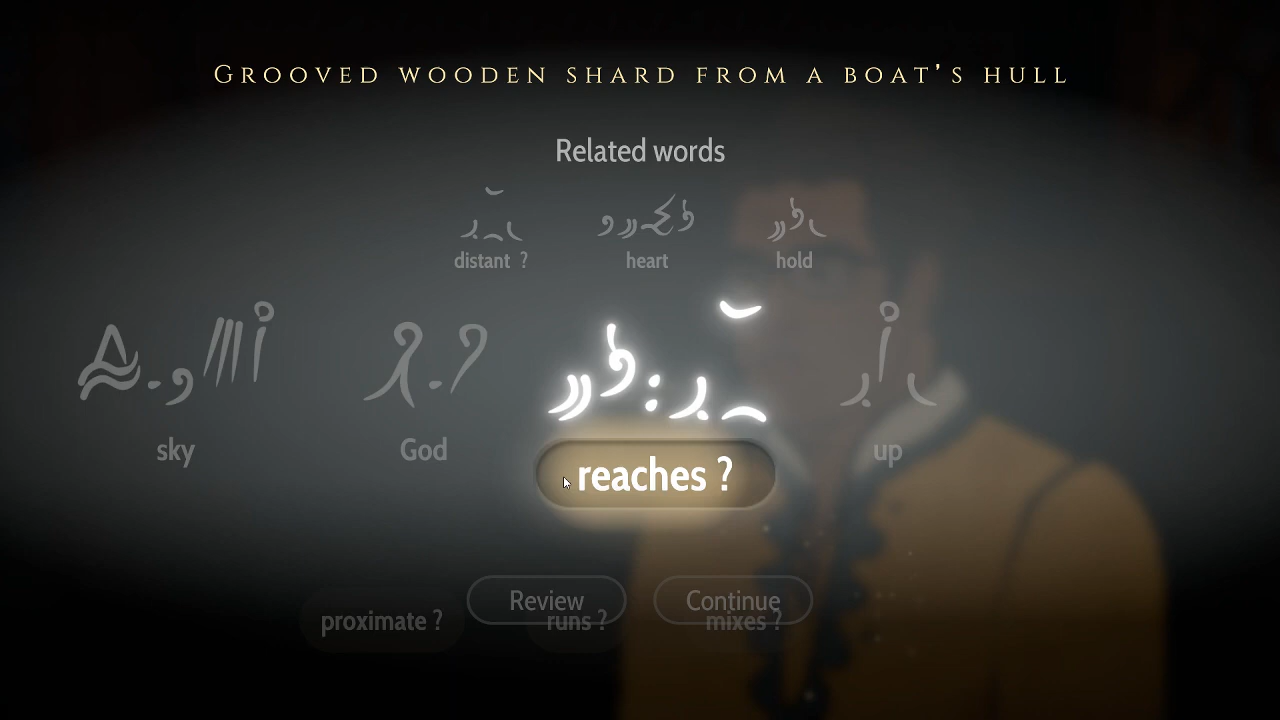 GROOVED WOODEN SHARD FROM A BOAT'S HULL
Related words
distant ? heart hold
sky God reaches ? up
Review Continue
proximate ? runs ? mixes ?